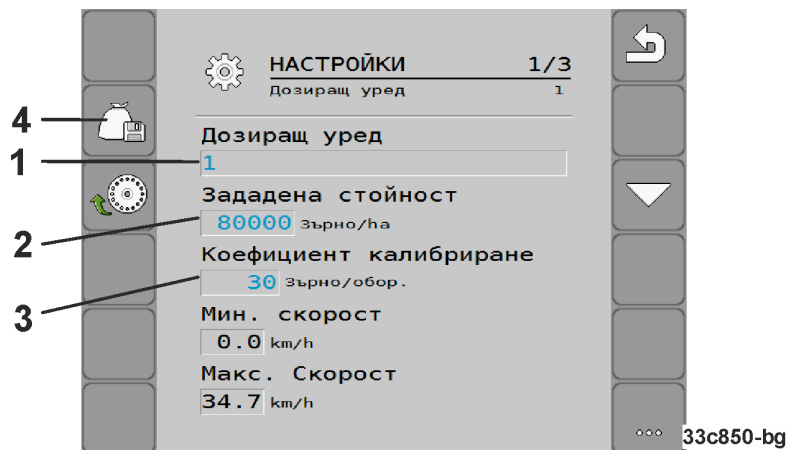 НАСТРОЙКИ 1/3
Дозиращ уред 1
4
Дозиращ уред
1
1
Зададена стойност
80000 Зърно/ha
2
Коефициент калибриране
30 Зърно/обор.
3
Мин. скорост
0.0 km/h
Макс. Скорост
34.7 km/h
33c850-bg